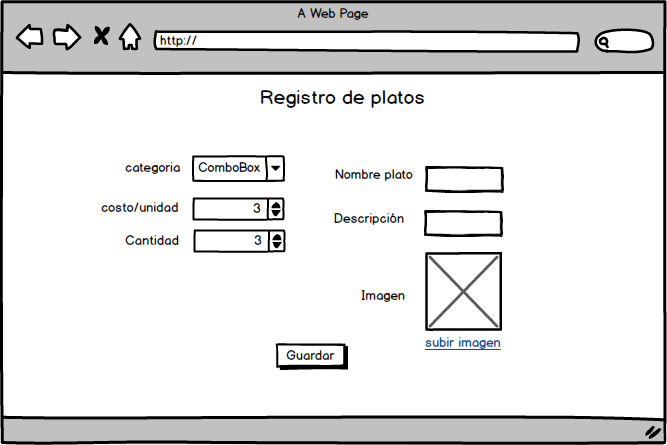 A Web Page
http://
Registro de platos
categoria
ComboBox
costo/unidad
3
Cantidad
3
Nombre plato
Descripción
Imagen
subir imagen
Guardar